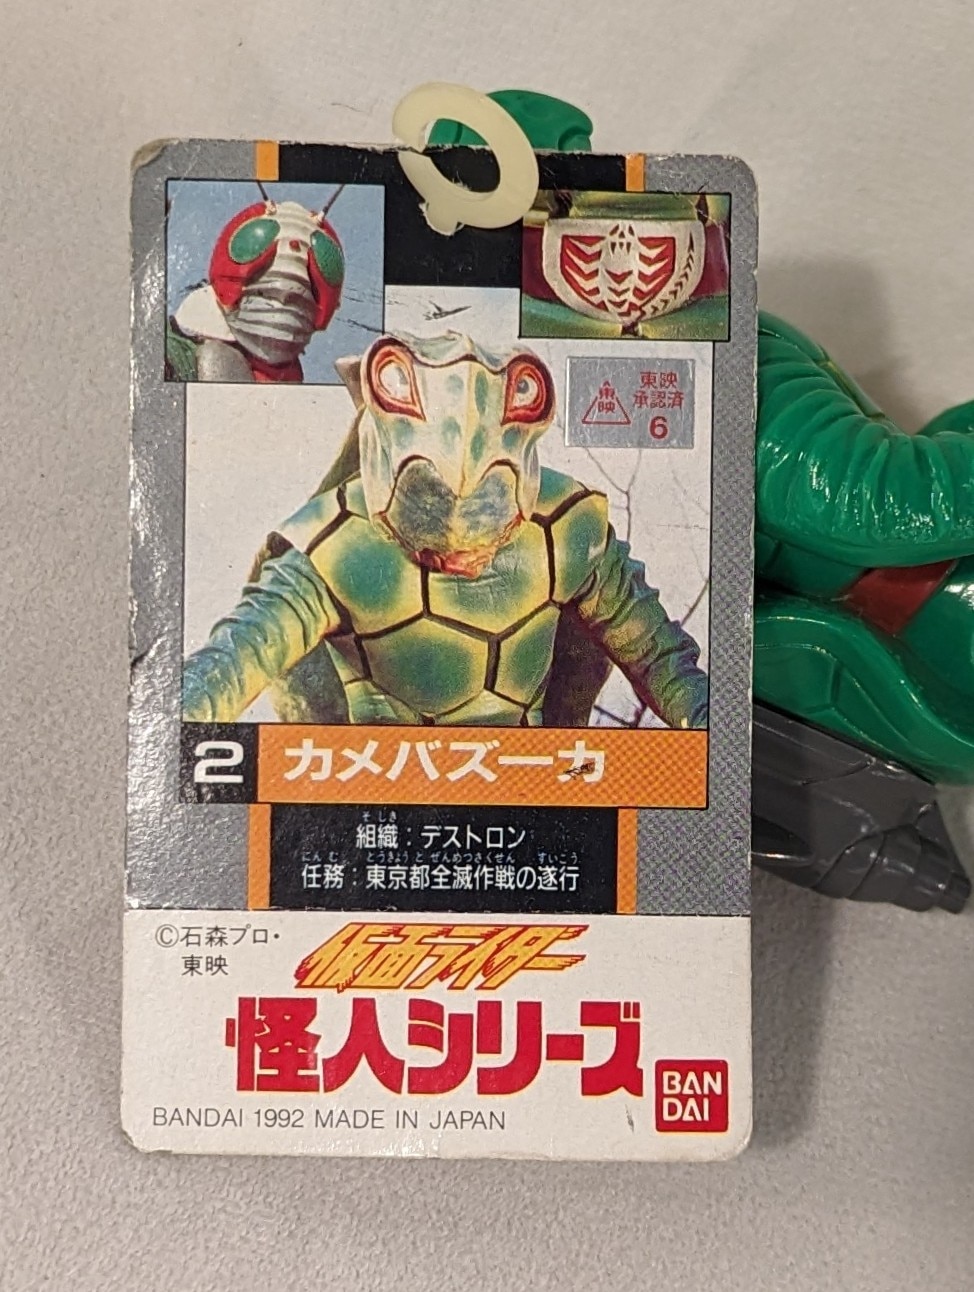 東映
東映
承認済
6
2 カメバズーカ
そしき
組織：デストロン
にんむ とうきょうと ぜんめつさくせん すいこう
任務：東京都全滅作戦の遂行
©石森プロ・
東映
仮面ライダー
怪人シリーズ
BAN
DAI
BANDAI 1992 MADE IN JAPAN